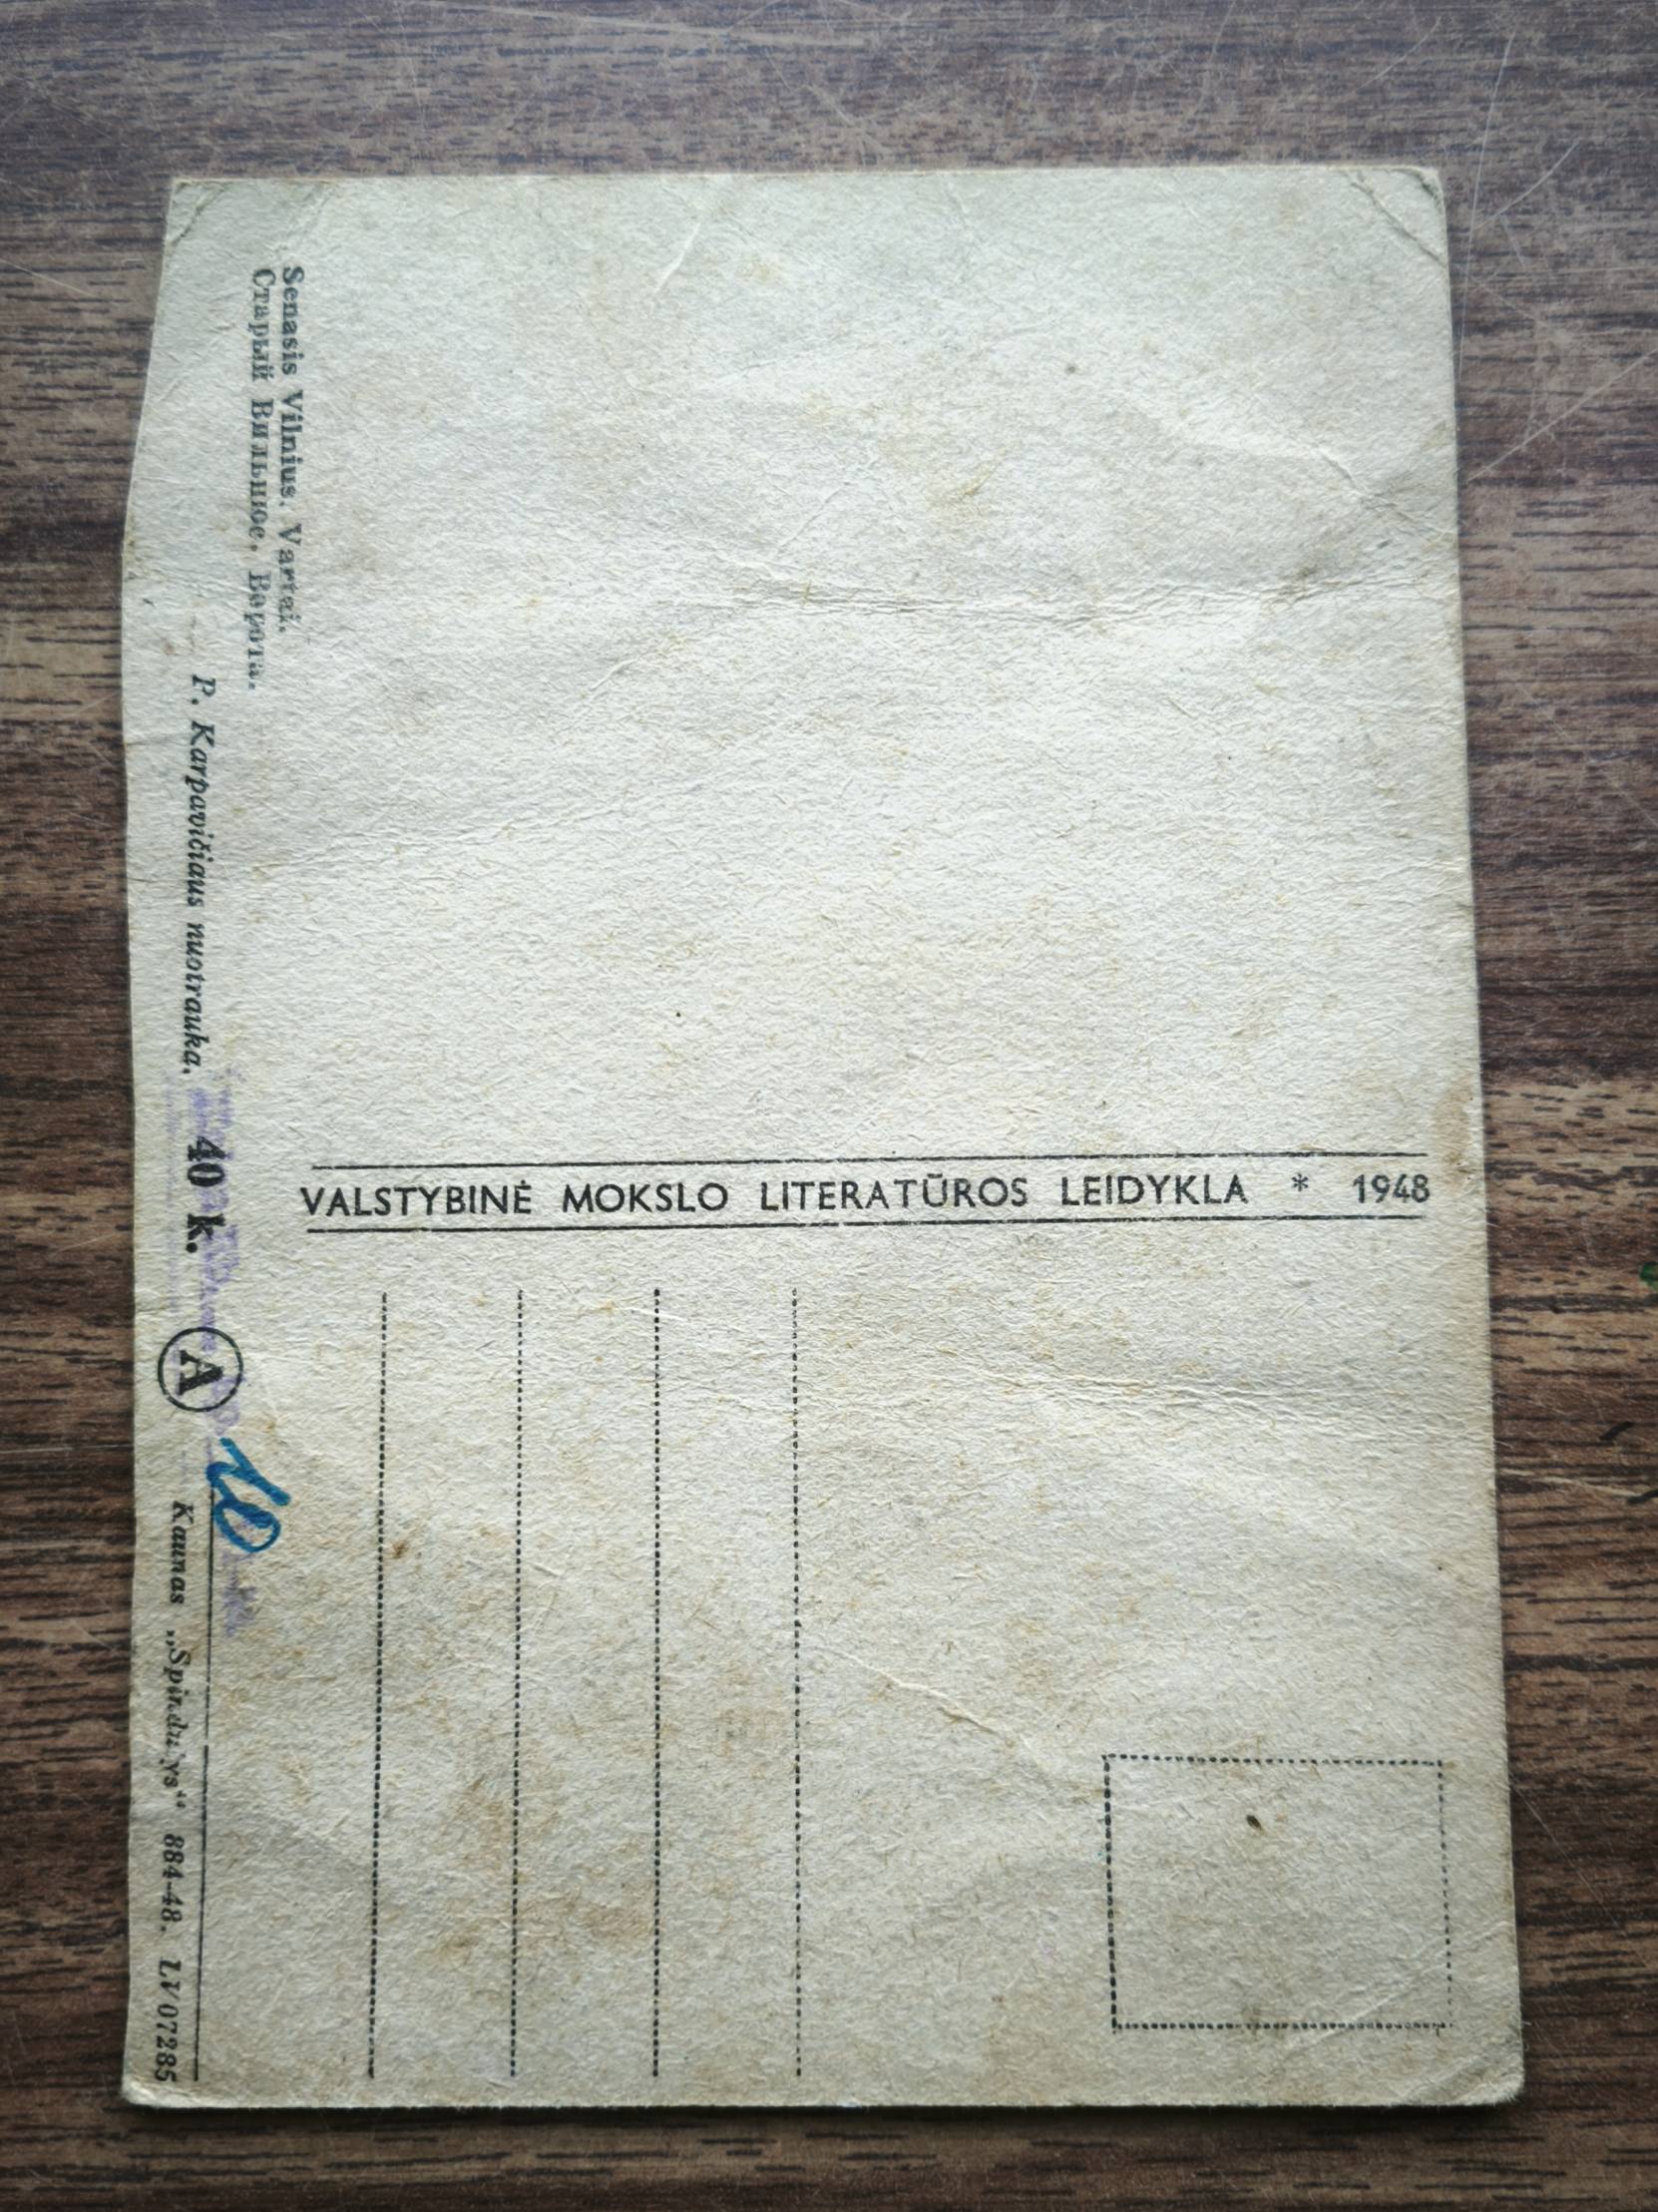 Senasis Vilnius. Vartai.
Старый Вильнюс. Ворота.
P. Karpavičiaus nuotrauka.
40 k.
A
10
Kaunas „Spindulys“ 884-48. LV 07285
VALSTYBINĖ MOKSLO LITERATŪROS LEIDYKLA * 1948